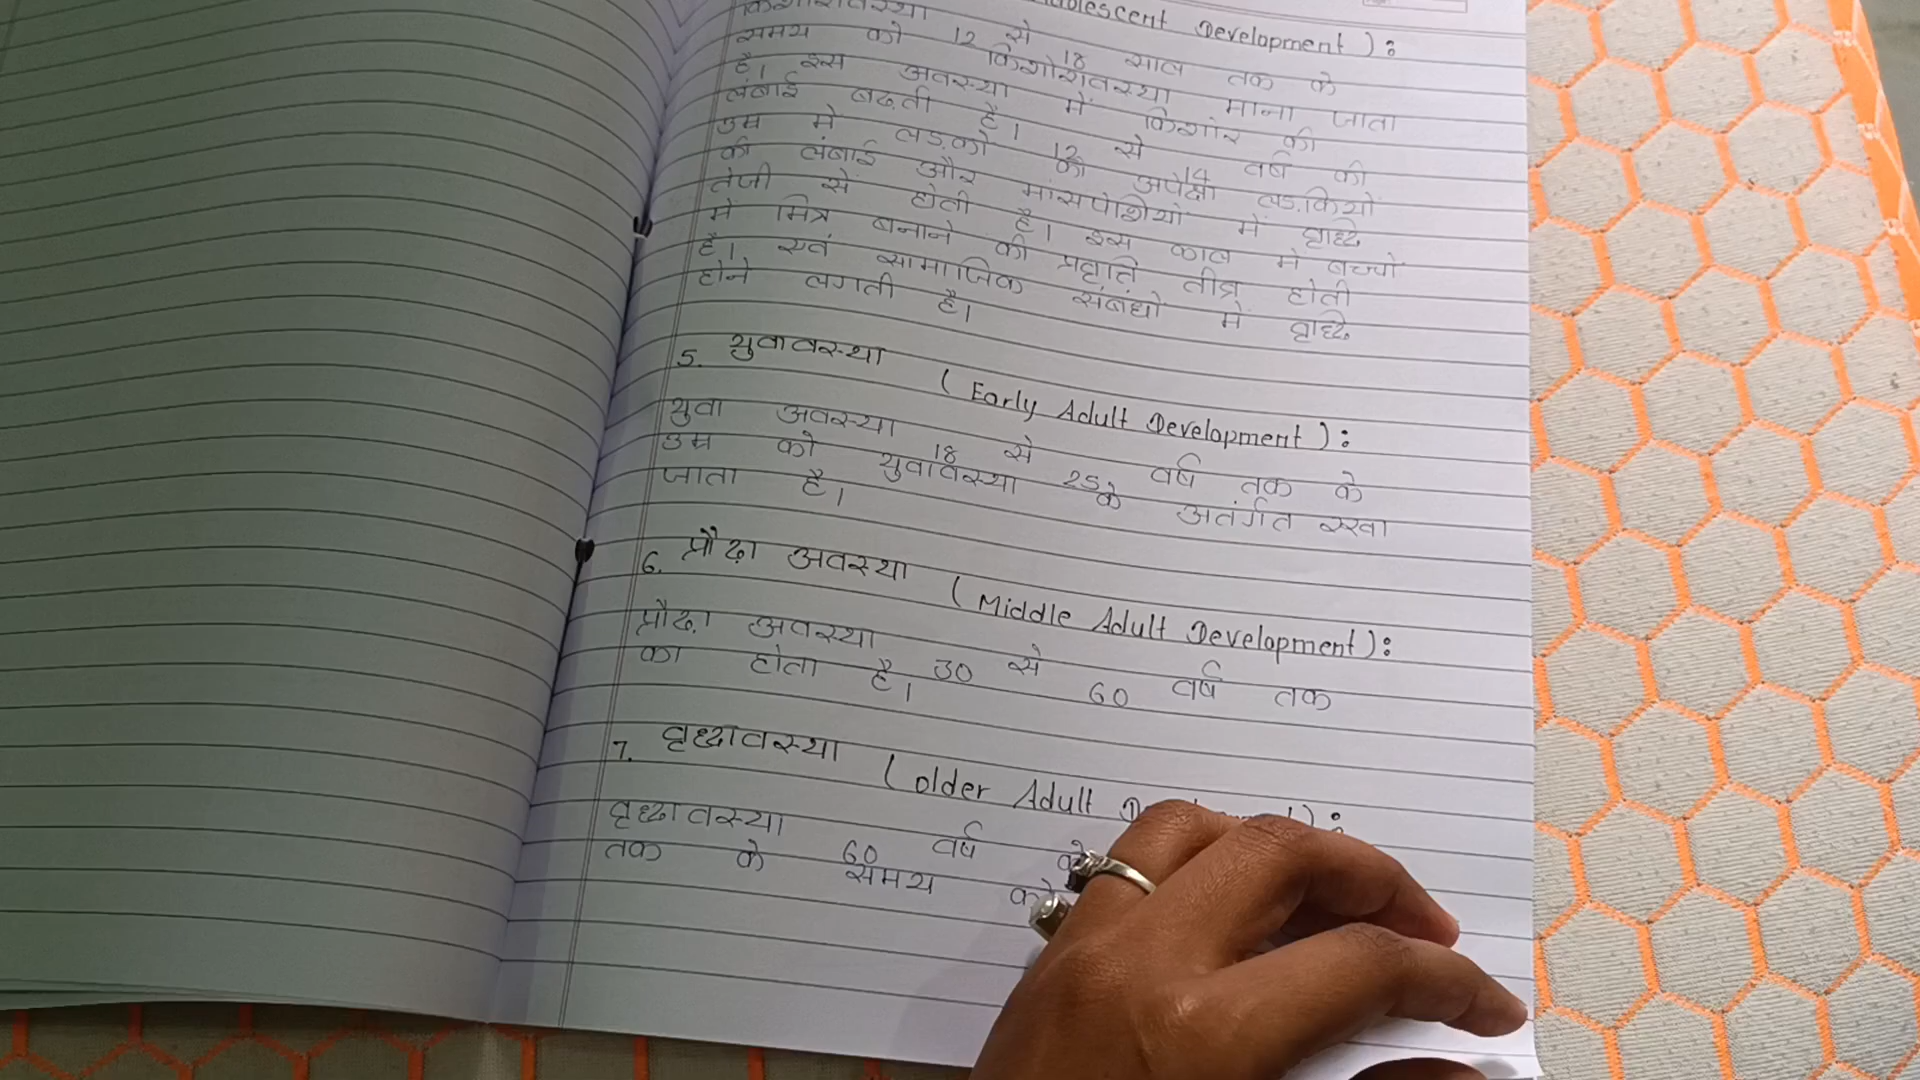 किशोरावस्था Adolescent Development ):
समय को 12 से 18 साल तक के
है। इस अवस्था में किशोर की
लंबाई बढ़ती है। 12 से 14 वर्ष की
उम्र में लड़को की अपेक्षा लड़कियों
की लंबाई और मांसपेशियों में वृद्धि
तेजी से होती है। इस काल में बच्चों
में मित्र बनाने की प्रवृति तीव्र होती
है। एवं सामाजिक संबंधो में वृद्धि
होने लगती है।
5. युवावस्था ( Early Adult Development ):
युवा अवस्था 18 से 25 वर्ष तक के
उम्र को युवावस्था के अतंर्गत रखा
जाता है।
6. प्रौढ़ा अवस्था ( Middle Adult Development ):
प्रौढ़ा अवस्था 30 से 60 वर्ष तक
का होता है।
7. वृध्दावस्था ( older Adult
वृध्दावस्था 60 वर्ष
तक के समय को